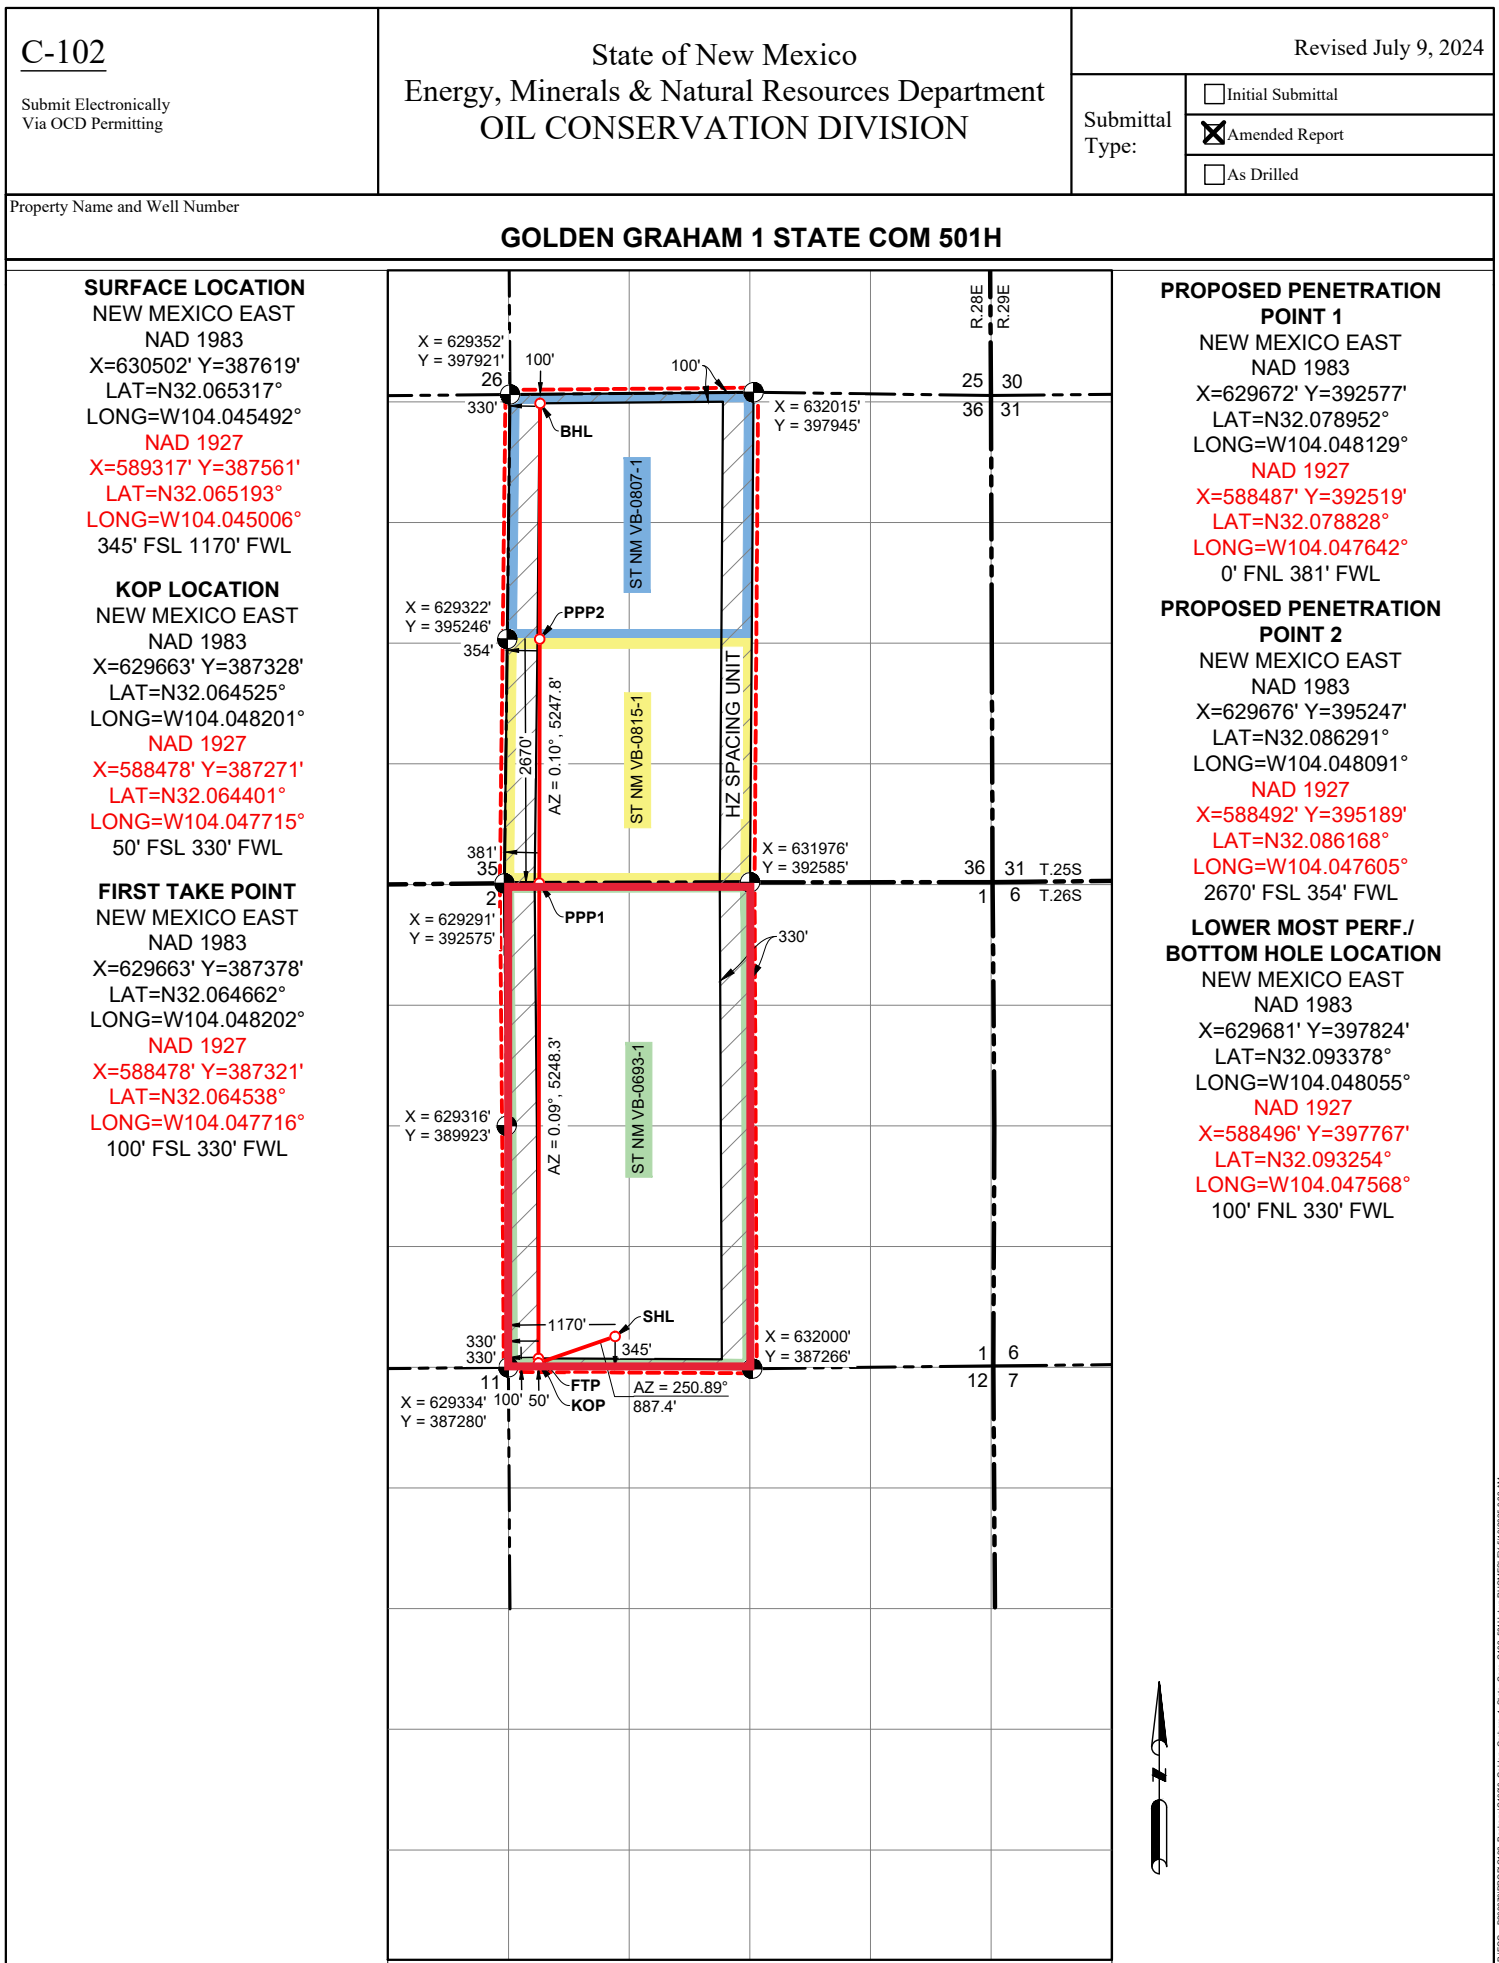 C-102
Submit Electronically
Via OCD Permitting
State of New Mexico
Energy, Minerals & Natural Resources Department
OIL CONSERVATION DIVISION
Revised July 9, 2024
Submittal
Type:
Initial Submittal
Amended Report
As Drilled
Property Name and Well Number
GOLDEN GRAHAM 1 STATE COM 501H
SURFACE LOCATION
NEW MEXICO EAST
NAD 1983
X=630502' Y=387619'
LAT=N32.065317°
LONG=W104.045492°
NAD 1927
X=589317' Y=387561'
LAT=N32.065193°
LONG=W104.045006°
345' FSL 1170' FWL
KOP LOCATION
NEW MEXICO EAST
NAD 1983
X=629663' Y=387328'
LAT=N32.064525°
LONG=W104.048201°
NAD 1927
X=588478' Y=387271'
LAT=N32.064401°
LONG=W104.047715°
50' FSL 330' FWL
FIRST TAKE POINT
NEW MEXICO EAST
NAD 1983
X=629663' Y=387378'
LAT=N32.064662°
LONG=W104.048202°
NAD 1927
X=588478' Y=387321'
LAT=N32.064538°
LONG=W104.047716°
100' FSL 330' FWL
R.28E
R.29E
X = 629352'
Y = 397921'
100'
100'
26
25 30
36 31
330'
BHL
X = 632015'
Y = 397945'
ST NM VB-0807-1
X = 629322'
Y = 395246'
PPP2
354'
2670'
AZ = 0.10°, 5247.8'
ST NM VB-0815-1
HZ SPACING UNIT
381'
35
X = 631976'
Y = 392585'
36 31 T.25S
2
1 6 T.26S
PPP1
X = 629291'
Y = 392575'
330'
AZ = 0.09°, 5248.3'
ST NM VB-0693-1
X = 629316'
Y = 389923'
SHL
1170'
330'
345'
330'
X = 632000'
Y = 387266'
1 6
12 7
11
FTP
KOP
AZ = 250.89°
887.4'
X = 629334'
Y = 387280'
100' 50'
PROPOSED PENETRATION
POINT 1
NEW MEXICO EAST
NAD 1983
X=629672' Y=392577'
LAT=N32.078952°
LONG=W104.048129°
NAD 1927
X=588487' Y=392519'
LAT=N32.078828°
LONG=W104.047642°
0' FNL 381' FWL
PROPOSED PENETRATION
POINT 2
NEW MEXICO EAST
NAD 1983
X=629676' Y=395247'
LAT=N32.086291°
LONG=W104.048091°
NAD 1927
X=588492' Y=395189'
LAT=N32.086168°
LONG=W104.047605°
2670' FSL 354' FWL
LOWER MOST PERF./
BOTTOM HOLE LOCATION
NEW MEXICO EAST
NAD 1983
X=629681' Y=397824'
LAT=N32.093378°
LONG=W104.048055°
NAD 1927
X=588496' Y=397767'
LAT=N32.093254°
LONG=W104.047568°
100' FNL 330' FWL